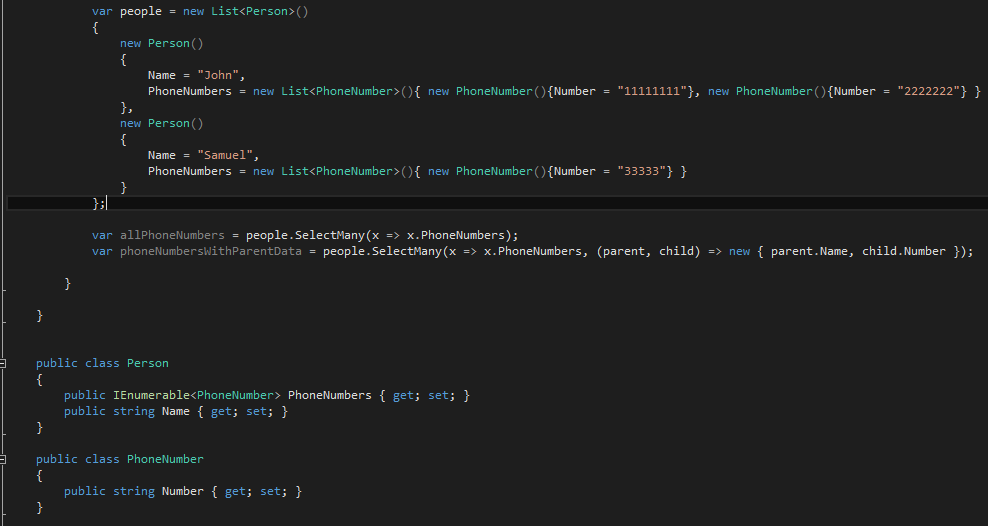 var people = new List<Person>()
{
new Person()
{
Name = "John",
PhoneNumbers = new List<PhoneNumber>(){ new PhoneNumber(){Number = "11111111"}, new PhoneNumber(){Number = "2222222"} }
},
new Person()
{
Name = "Samuel",
PhoneNumbers = new List<PhoneNumber>(){ new PhoneNumber(){Number = "33333"} }
}
};
var allPhoneNumbers = people.SelectMany(x => x.PhoneNumbers);
var phoneNumbersWithParentData = people.SelectMany(x => x.PhoneNumbers, (parent, child) => new { parent.Name, child.Number });
}
}
public class Person
{
public IEnumerable<PhoneNumber> PhoneNumbers { get; set; }
public string Name { get; set; }
}
public class PhoneNumber
{
public string Number { get; set; }
}